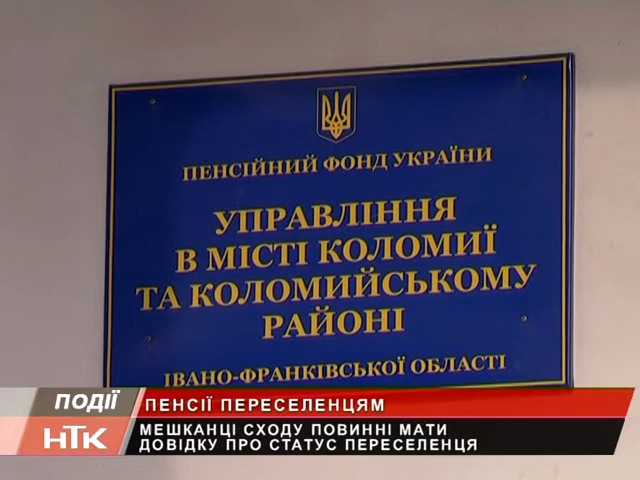 ПЕНСІЙНИЙ ФОНД УКРАЇНИ
УПРАВЛІННЯ
В МІСТІ КОЛОМИЇ
ТА КОЛОМИЙСЬКОМУ
РАЙОНІ
ІВАНО-ФРАНКІВСЬКОЇ ОБЛАСТІ
ПОДІЇ
ПЕНСІЇ ПЕРЕСЕЛЕНЦЯМ
НТК
МЕШКАНЦІ СХОДУ ПОВИННІ МАТИ
ДОВІДКУ ПРО СТАТУС ПЕРЕСЕЛЕНЦЯ